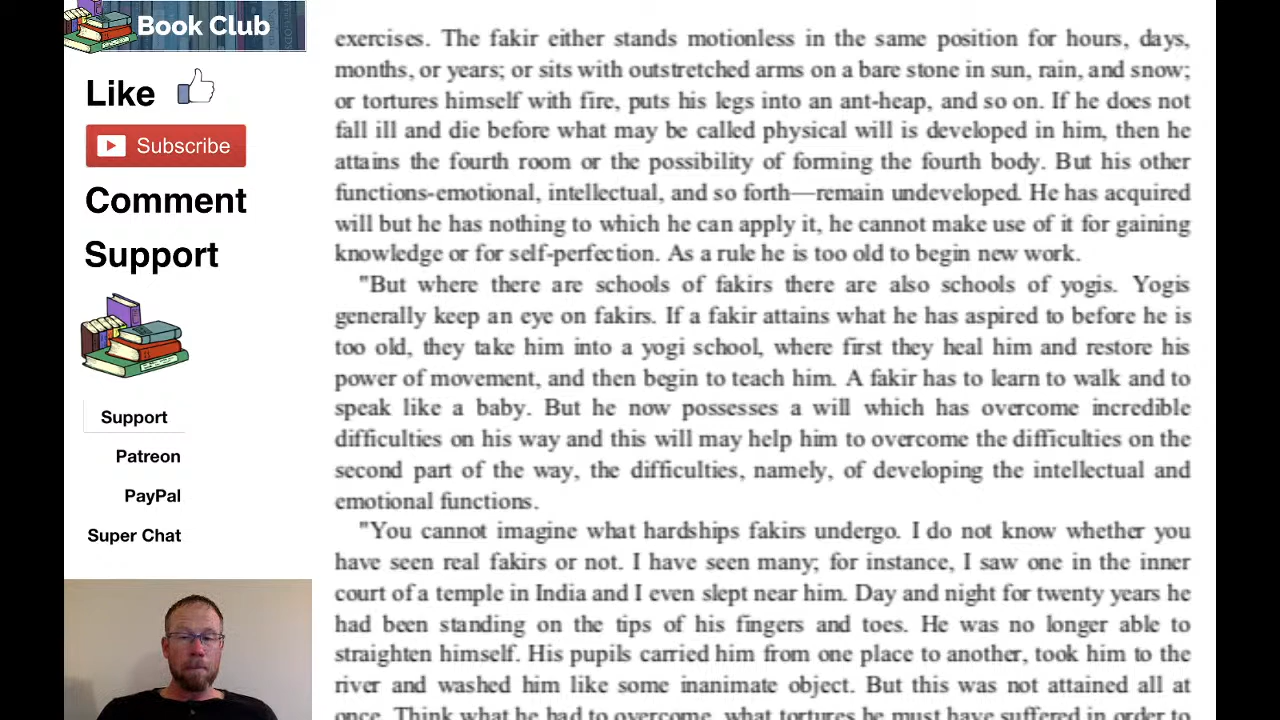 Book Club
Like
Subscribe
Comment
Support
Support
Patreon
PayPal
Super Chat
exercises. The fakir either stands motionless in the same position for hours, days,
months, or years; or sits with outstretched arms on a bare stone in sun, rain, and snow;
or tortures himself with fire, puts his legs into an ant-heap, and so on. If he does not
fall ill and die before what may be called physical will is developed in him, then he
attains the fourth room or the possibility of forming the fourth body. But his other
functions-emotional, intellectual, and so forth—remain undeveloped. He has acquired
will but he has nothing to which he can apply it, he cannot make use of it for gaining
knowledge or for self-perfection. As a rule he is too old to begin new work.
"But where there are schools of fakirs there are also schools of yogis. Yogis
generally keep an eye on fakirs. If a fakir attains what he has aspired to before he is
too old, they take him into a yogi school, where first they heal him and restore his
power of movement, and then begin to teach him. A fakir has to learn to walk and to
speak like a baby. But he now possesses a will which has overcome incredible
difficulties on his way and this will may help him to overcome the difficulties on the
second part of the way, the difficulties, namely, of developing the intellectual and
emotional functions.
"You cannot imagine what hardships fakirs undergo. I do not know whether you
have seen real fakirs or not. I have seen many; for instance, I saw one in the inner
court of a temple in India and I even slept near him. Day and night for twenty years he
had been standing on the tips of his fingers and toes. He was no longer able to
straighten himself. His pupils carried him from one place to another, took him to the
river and washed him like some inanimate object. But this was not attained all at
once. Think what he had to overcome, what tortures he must have suffered in order to